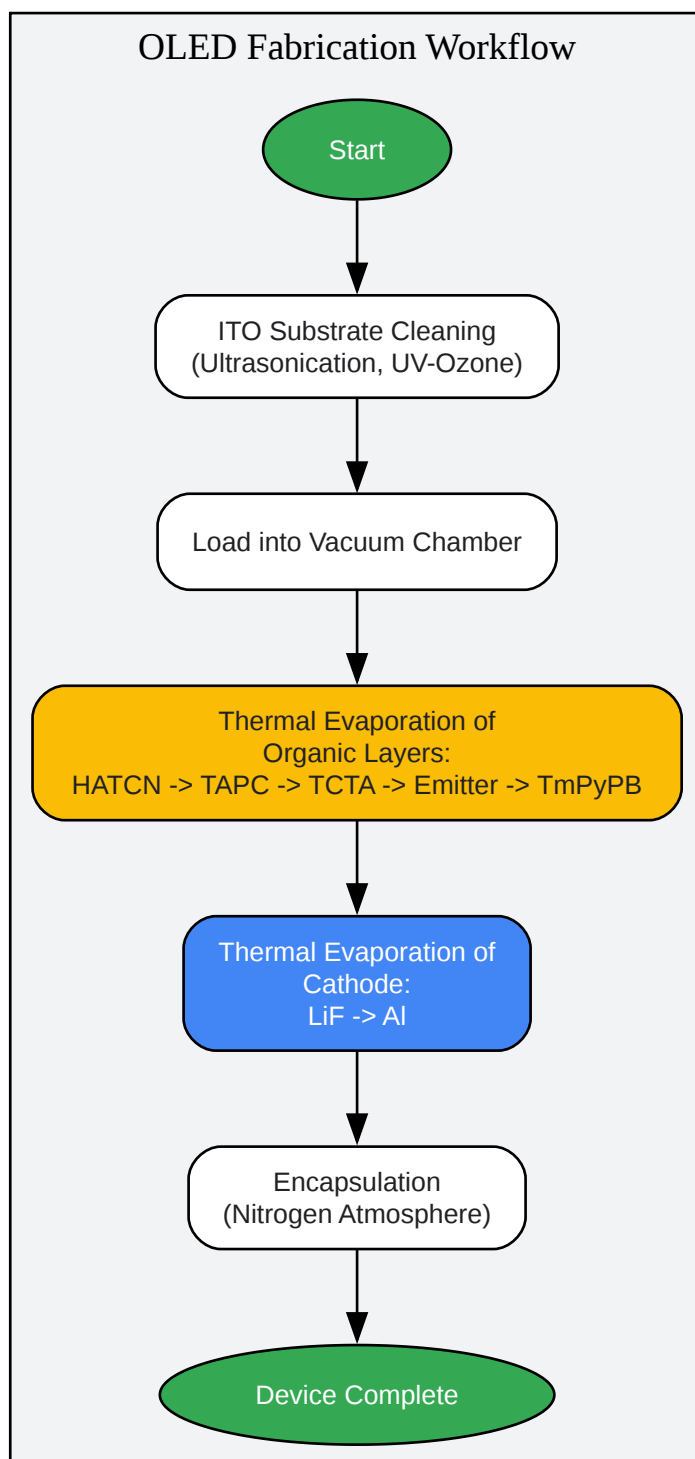 OLED Fabrication Workflow
Start
ITO Substrate Cleaning
(Ultrasonication, UV-Ozone)
Load into Vacuum Chamber
Thermal Evaporation of
Organic Layers:
HATCN -> TAPC -> TCTA -> Emitter -> TmPyPB
Thermal Evaporation of
Cathode:
LiF -> Al
Encapsulation
(Nitrogen Atmosphere)
Device Complete